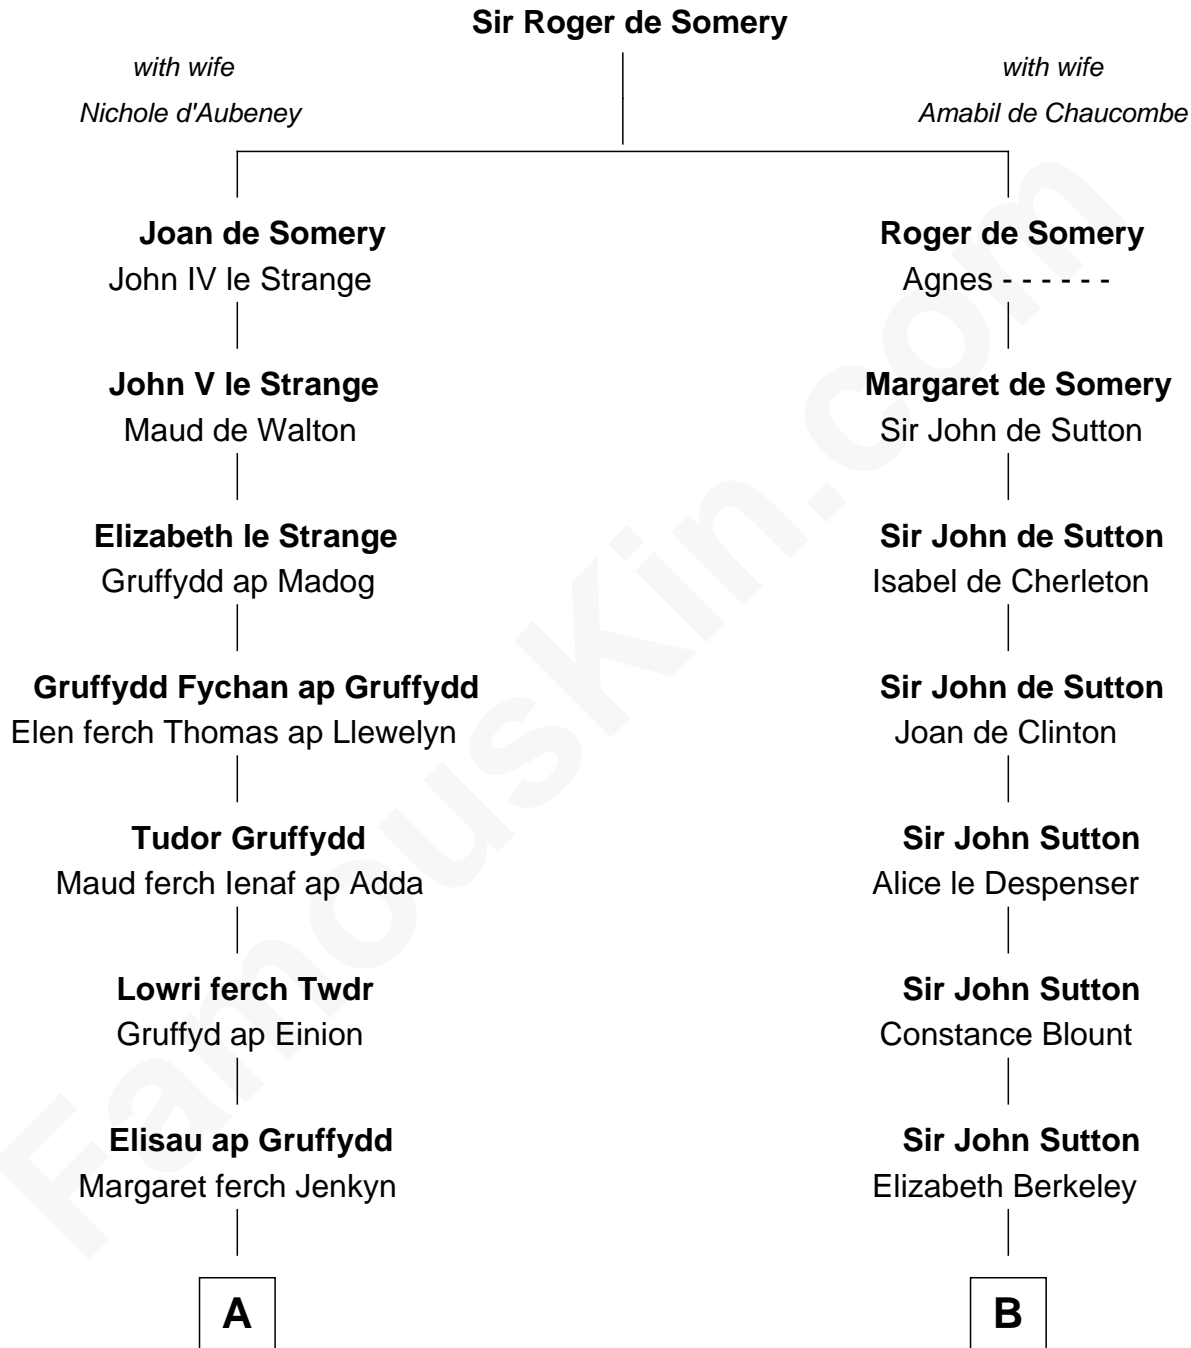 Sir Roger de Somery
with wife
Nichole d'Aubeney
with wife
Amabil de Chaucombe
Joan de Somery
John IV le Strange
John V le Strange
Maud de Walton
Elizabeth le Strange
Gruffydd ap Madog
Gruffydd Fychan ap Gruffydd
Elen ferch Thomas ap Llewelyn
Tudor Gruffydd
Maud ferch Ienaf ap Adda
Lowri ferch Twdr
Gruffyd ap Einion
Elisau ap Gruffydd
Margaret ferch Jenkyn
A
Roger de Somery
Agnes - - - - - -
Margaret de Somery
Sir John de Sutton
Sir John de Sutton
Isabel de Cherleton
Sir John de Sutton
Joan de Clinton
Sir John Sutton
Alice le Despenser
Sir John Sutton
Constance Blount
Sir John Sutton
Elizabeth Berkeley
B
FamousKin.com